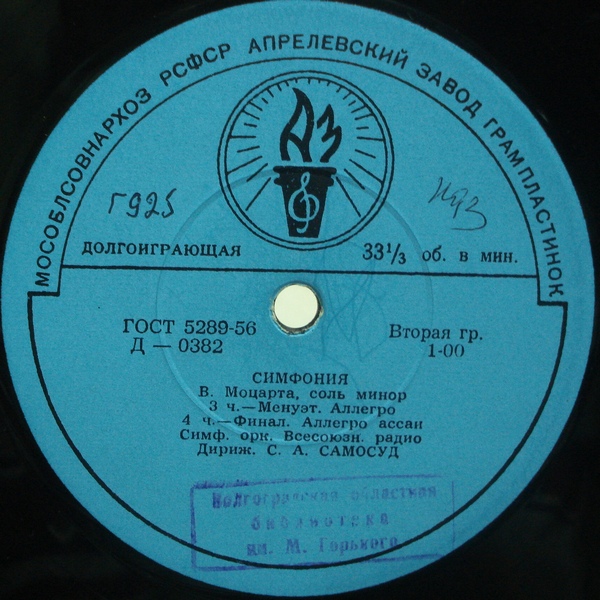 МОСОБЛСОВНАРХОЗ РСФСР АПРЕЛЕВСКИЙ ЗАВОД ГРАМПЛАСТИНОК
АЗ
Г925
ДОЛГОИГРАЮЩАЯ 33⅓ об. в мин.
ГОСТ 5289-56 Вторая гр.
Д — 0382 1-00
СИМФОНИЯ
В. Моцарта, соль минор
3 ч.—Менуэт. Аллегро
4 ч.—Финал. Аллегро ассаи
Симф. орк. Всесоюзн. радио
Дириж. С. А. САМОСУД
Волгоградская областная
библиотека
им. М. Горького